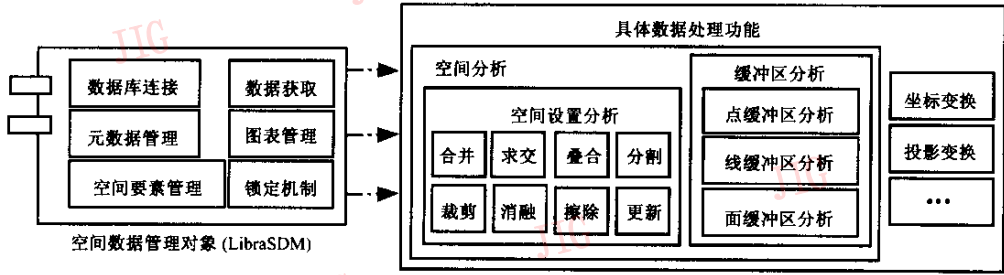 具体数据处理功能
空间分析
缓冲区分析
数据库连接
数据获取
空间设置分析
点缓冲区分析
坐标变换
元数据管理
图表管理
合并
求交
叠合
分割
线缓冲区分析
投影变换
空间要素管理
锁定机制
裁剪
消融
擦除
更新
面缓冲区分析
•••
空间数据管理对象 (LibraSDM)
JIG
JIG
JIG